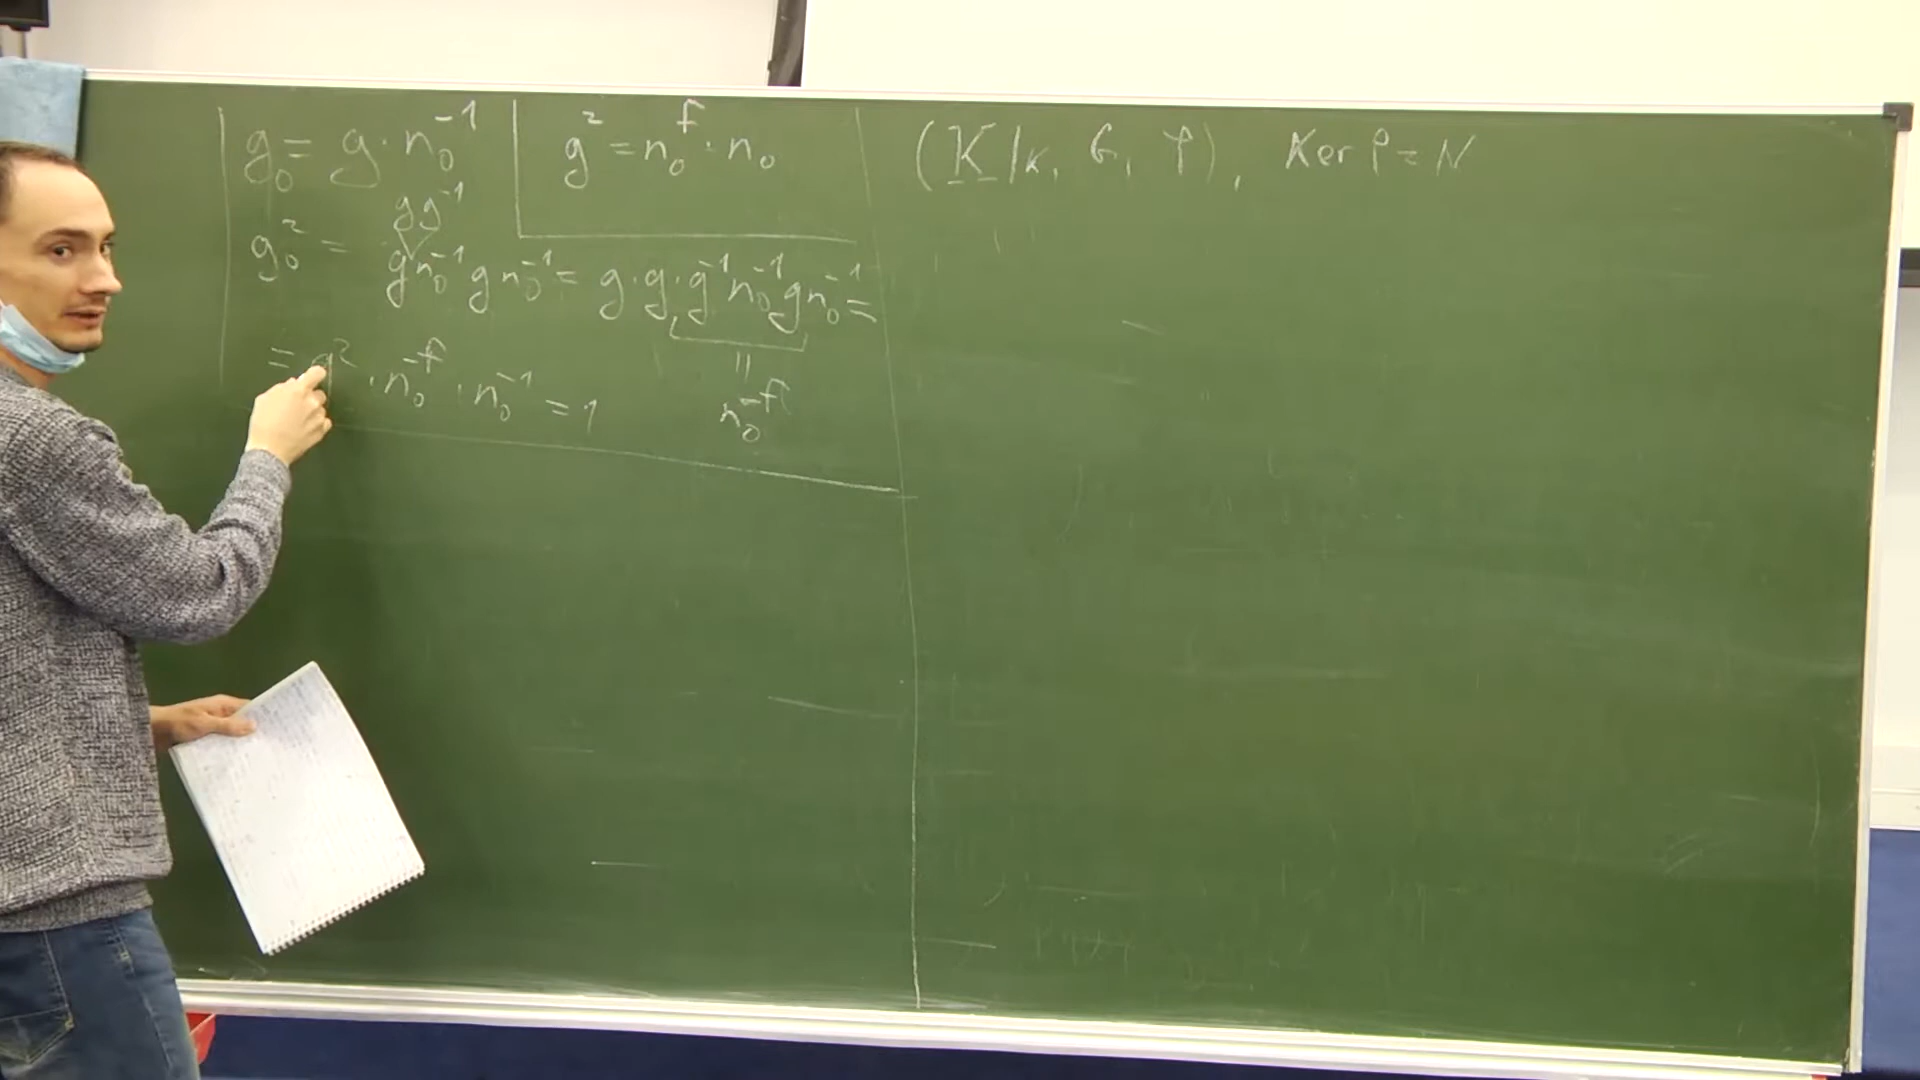 g₀ = g · n₀⁻¹
g² = n₀ᶠ · n₀
g g⁻¹
g₀² = g n₀⁻¹ g n₀⁻¹ = g · g · g⁻¹ n₀⁻¹ g n₀⁻¹ =
= g² · n₀⁻ᶠ · n₀⁻¹ = 1
||
n₀⁻ᶠ
(K/k, G, φ), Ker φ = N